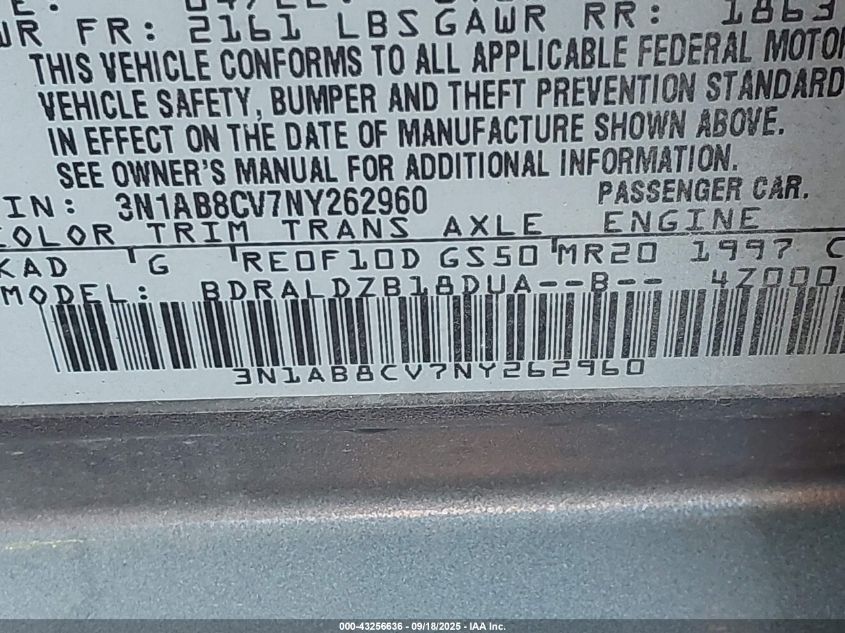 WR FR: 2161 LBS GAWR RR: 1863
THIS VEHICLE CONFORMS TO ALL APPLICABLE FEDERAL MOTOR
VEHICLE SAFETY, BUMPER AND THEFT PREVENTION STANDARD
IN EFFECT ON THE DATE OF MANUFACTURE SHOWN ABOVE.
SEE OWNER'S MANUAL FOR ADDITIONAL INFORMATION.
IN: 3N1AB8CV7NY262960 PASSENGER CAR.
COLOR TRIM TRANS AXLE ENGINE
KAD G RE0F10D GS50 MR20 1997 C
MODEL: BDRALDZB18DUA--B-- 4Z000
3N1AB8CV7NY262960
000-43256636 - 09/18/2025 - IAA Inc.